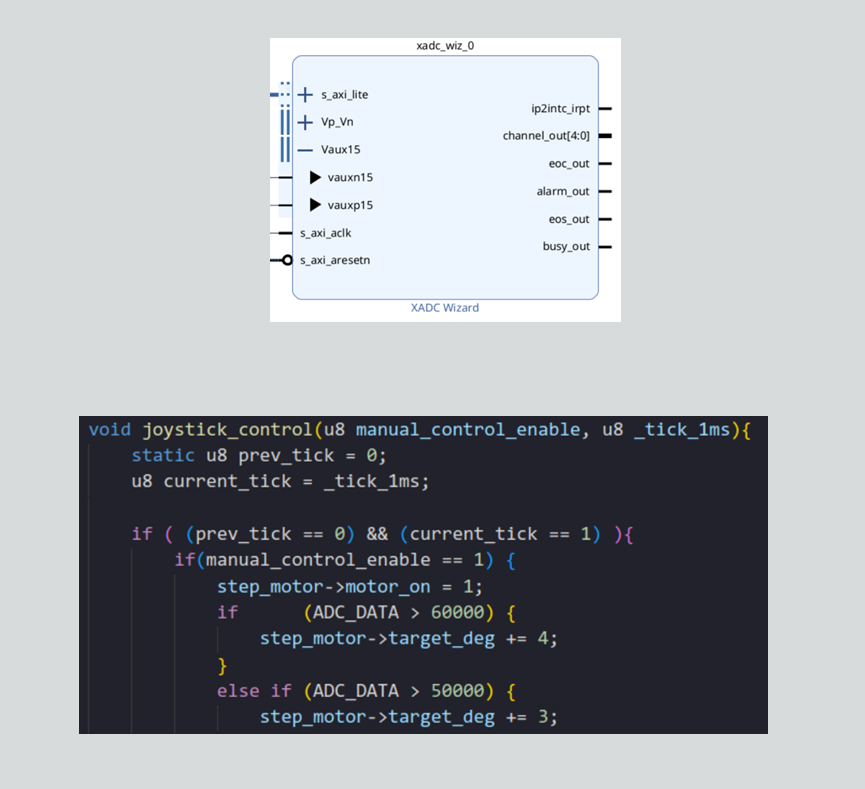 xadc_wiz_0
s_axi_lite
Vp_Vn
Vaux15
vauxn15
vauxp15
s_axi_aclk
s_axi_aresetn
ip2intc_irpt
channel_out[4:0]
eoc_out
alarm_out
eos_out
busy_out
XADC Wizard
void joystick_control(u8 manual_control_enable, u8 _tick_1ms){
    static u8 prev_tick = 0;
    u8 current_tick = _tick_1ms;
    if ( (prev_tick == 0) && (current_tick == 1) ){
        if(manual_control_enable == 1) {
            step_motor->motor_on = 1;
            if      (ADC_DATA > 60000) {
                step_motor->target_deg += 4;
            }
            else if (ADC_DATA > 50000) {
                step_motor->target_deg += 3;